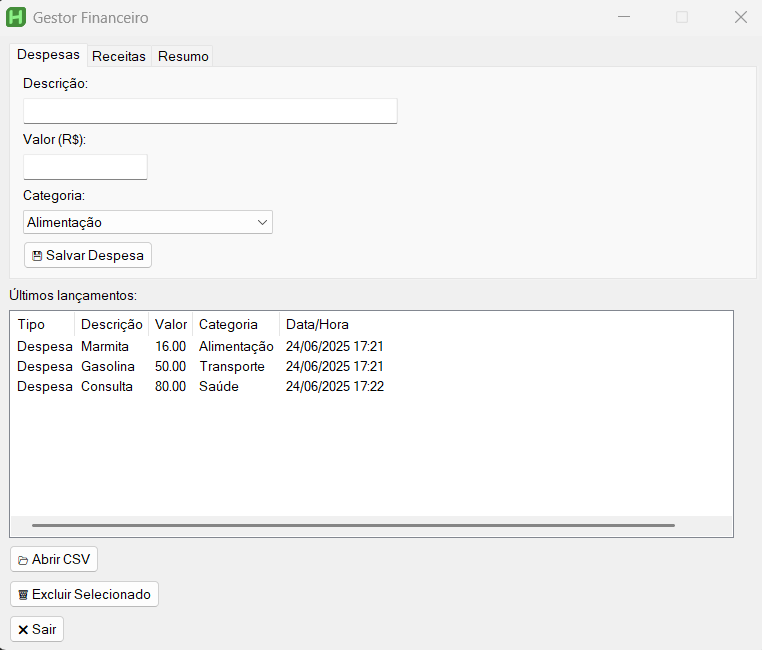 Gestor Financeiro
Despesas Receitas Resumo
Descrição:
Valor (R$):
Categoria:
Alimentação
Salvar Despesa
Últimos lançamentos:
Tipo Descrição Valor Categoria Data/Hora
Despesa Marmita 16.00 Alimentação 24/06/2025 17:21
Despesa Gasolina 50.00 Transporte 24/06/2025 17:21
Despesa Consulta 80.00 Saúde 24/06/2025 17:22
Abrir CSV
Excluir Selecionado
Sair